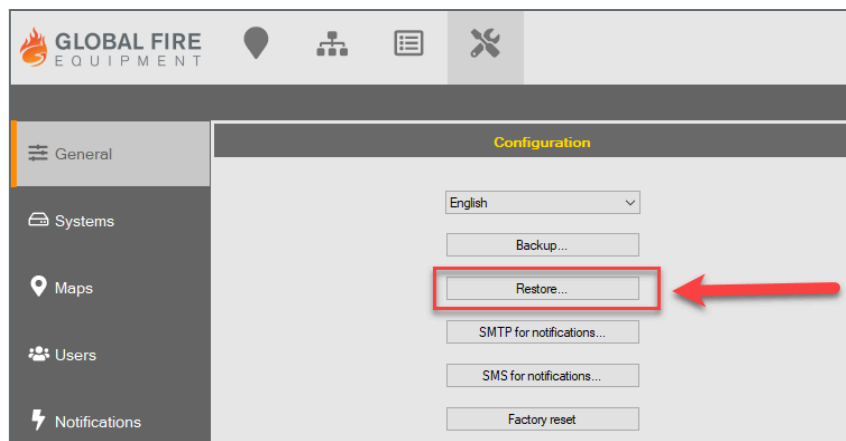 GLOBAL FIRE
EQUIPMENT
Configuration
General
English
Systems
Backup...
Maps
Restore...
SMTP for notifications...
Users
SMS for notifications...
Notifications
Factory reset